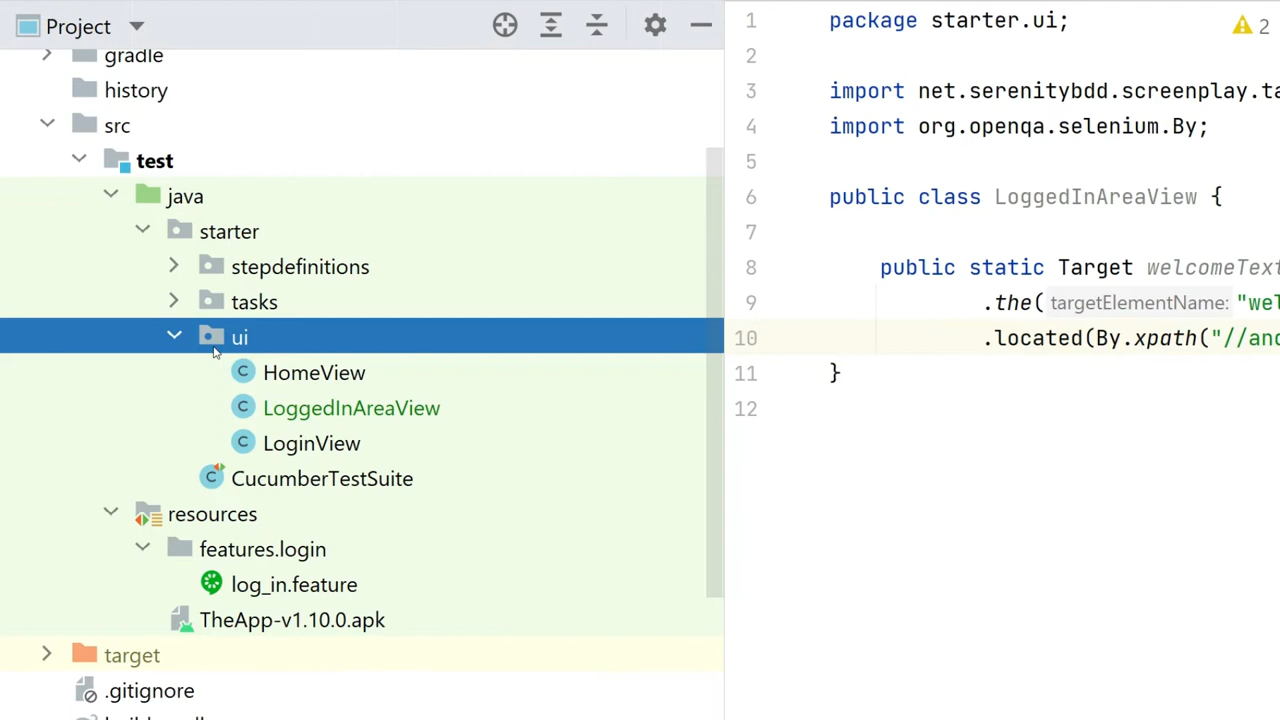 Project
gradle
history
src
test
java
starter
stepdefinitions
tasks
ui
HomeView
LoggedInAreaView
LoginView
CucumberTestSuite
resources
features.login
log_in.feature
TheApp-v1.10.0.apk
target
.gitignore
1 package starter.ui;
2
3 import net.serenitybdd.screenplay.ta
4 import org.openqa.selenium.By;
5
6 public class LoggedInAreaView {
7
8 public static Target welcomeText
9 .the( targetElementName: "wel
10 .located(By.xpath("//and
11 }
12
2